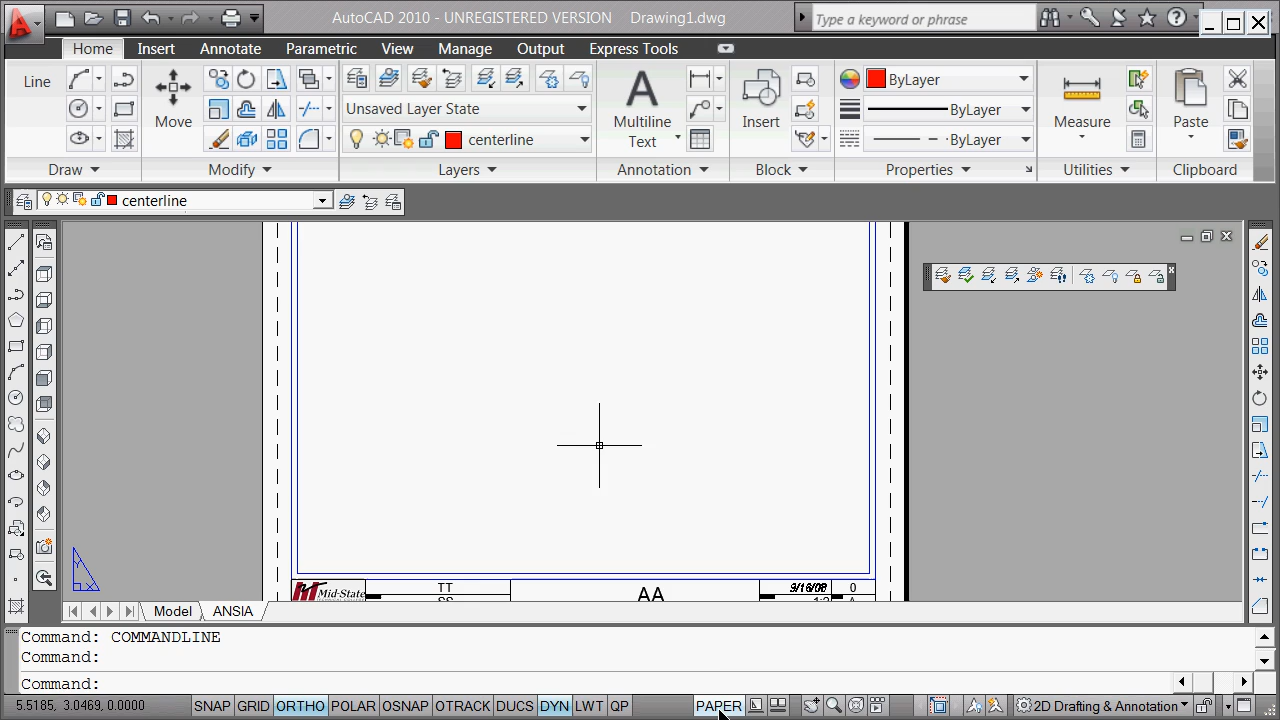 AutoCAD 2010 - UNREGISTERED VERSION Drawing1.dwg Type a keyword or phrase
Home Insert Annotate Parametric View Manage Output Express Tools
Line Move Multiline Text Insert ByLayer Measure Paste
Unsaved Layer State ByLayer
centerline ByLayer
Draw Modify Layers Annotation Block Properties Utilities Clipboard
centerline
Mid-State TT AA 9/16/08 0
Model ANSIA
Command: COMMANDLINE
Command:
Command:
5.5185, 3.0469, 0.0000 SNAP GRID ORTHO POLAR OSNAP OTRACK DUCS DYN LWT QP PAPER 2D Drafting & Annotation